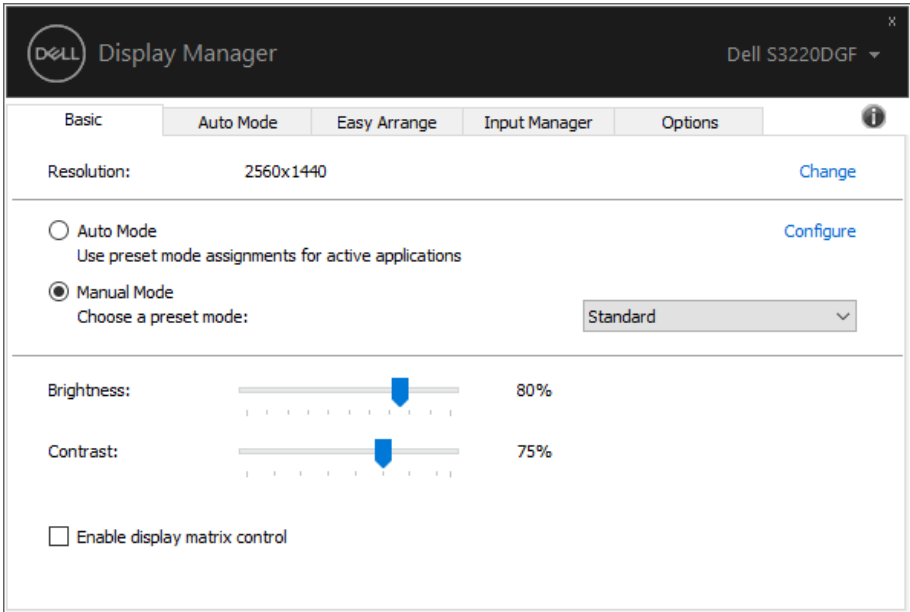 DELL Display Manager
x
Dell S3220DGF
Basic Auto Mode Easy Arrange Input Manager Options
Resolution: 2560x1440 Change
Auto Mode Configure
Use preset mode assignments for active applications
Manual Mode
Choose a preset mode: Standard
Brightness: 80%
Contrast: 75%
Enable display matrix control